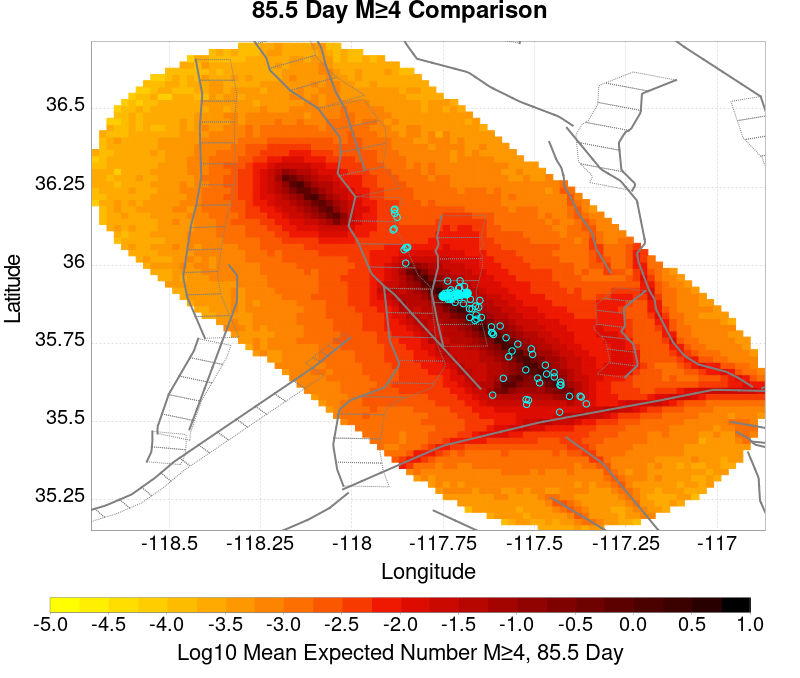 85.5 Day M≥4 Comparison
36.5
36.25
36
35.75
35.5
35.25
Latitude
-118.5 -118.25 -118 -117.75 -117.5 -117.25 -117
Longitude
-5.0 -4.5 -4.0 -3.5 -3.0 -2.5 -2.0 -1.5 -1.0 -0.5 0.0 0.5 1.0
Log10 Mean Expected Number M≥4, 85.5 Day